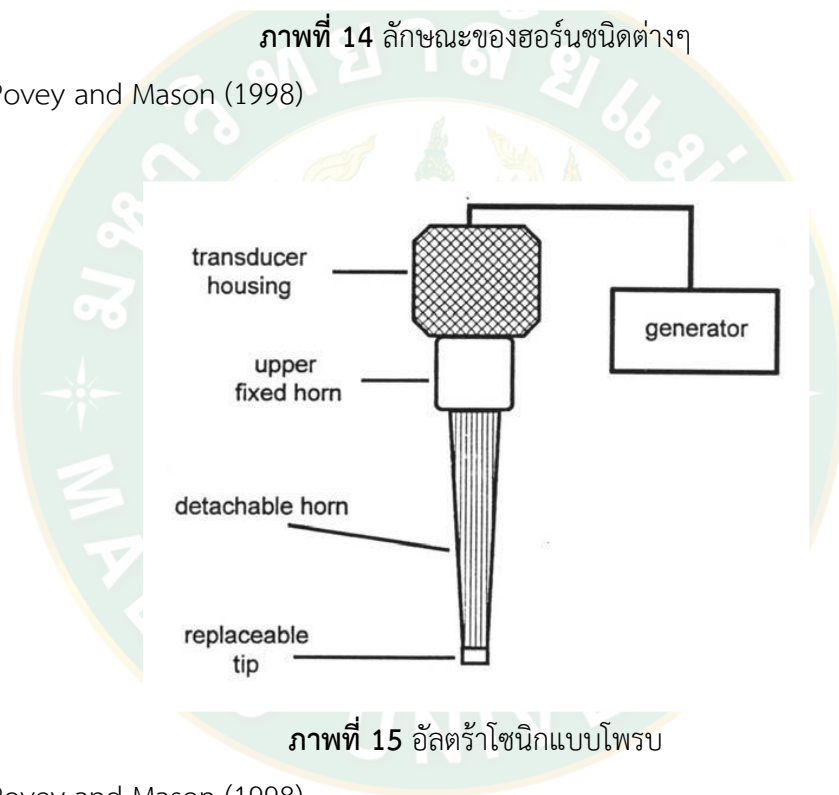 ภาพที่ 14 ลักษณะของฮอร์นชนิดต่างๆ
Povey and Mason (1998)
transducer
housing
generator
upper
fixed horn
detachable horn
replaceable
tip
ภาพที่ 15 อัลตร้าโซนิกแบบโพรบ
Povey and Mason (1998)